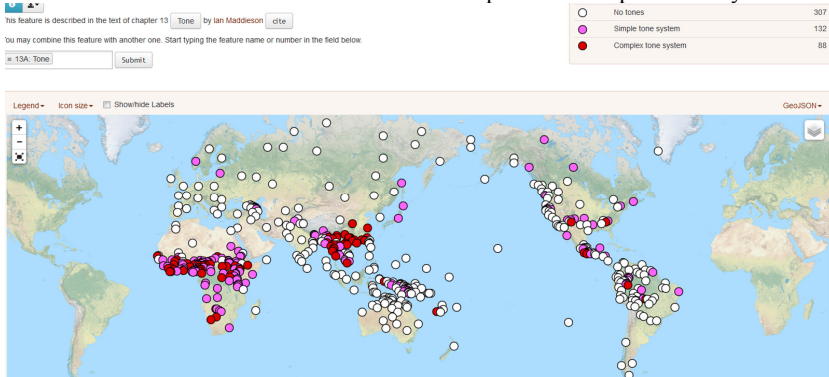 No tones 307
This feature is described in the text of chapter 13 Tone by Ian Maddieson cite
Simple tone system 132
You may combine this feature with another one. Start typing the feature name or number in the field below.
Complex tone system 88
× 13A: Tone Submit
Legend Icon size Show/hide Labels GeoJSON
+
-